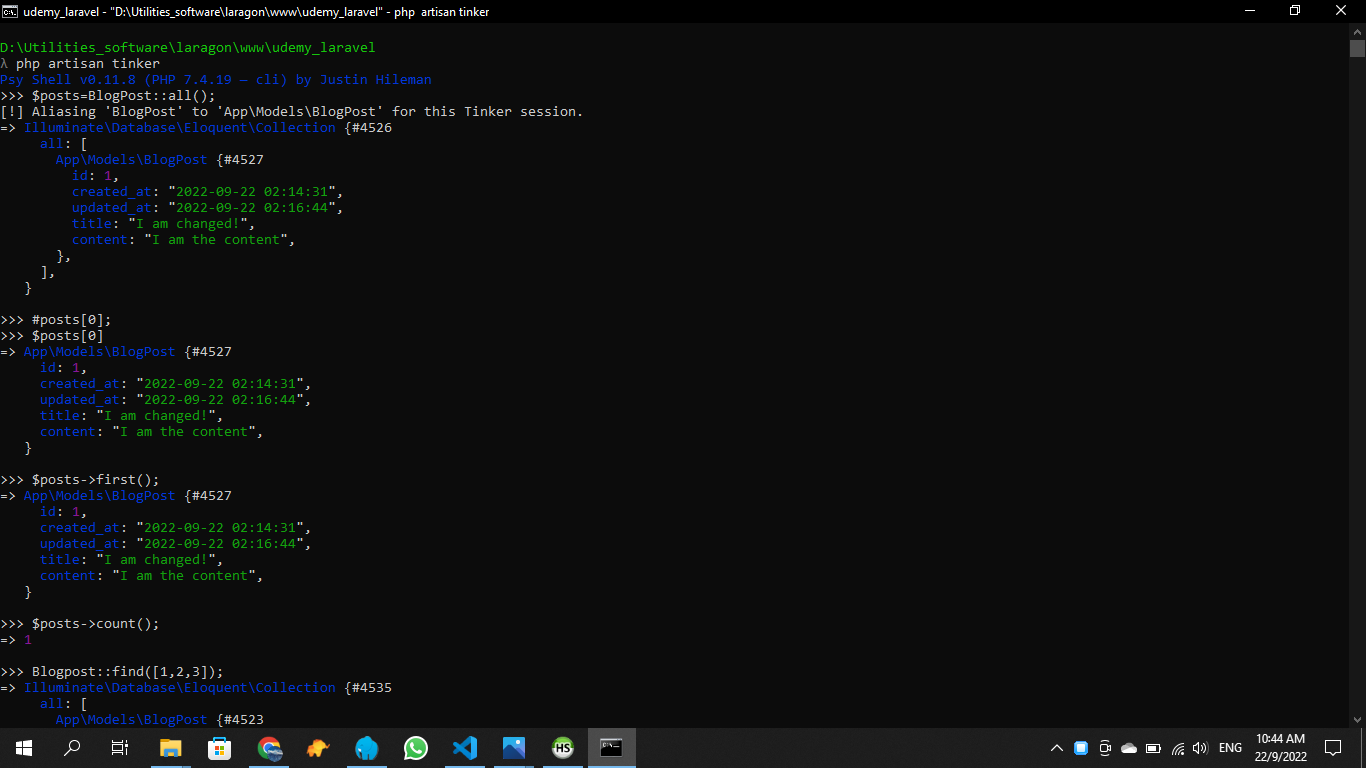 udemy_laravel - "D:\Utilities_software\laragon\www\udemy_laravel" - php  artisan tinker
D:\Utilities_software\laragon\www\udemy_laravel
λ php artisan tinker
Psy Shell v0.11.8 (PHP 7.4.19 — cli) by Justin Hileman
>>> $posts=BlogPost::all();
[!] Aliasing 'BlogPost' to 'App\Models\BlogPost' for this Tinker session.
=> Illuminate\Database\Eloquent\Collection {#4526
     all: [
       App\Models\BlogPost {#4527
         id: 1,
         created_at: "2022-09-22 02:14:31",
         updated_at: "2022-09-22 02:16:44",
         title: "I am changed!",
         content: "I am the content",
       },
     ],
   }
>>> #posts[0];
>>> $posts[0]
=> App\Models\BlogPost {#4527
     id: 1,
     created_at: "2022-09-22 02:14:31",
     updated_at: "2022-09-22 02:16:44",
     title: "I am changed!",
     content: "I am the content",
   }
>>> $posts->first();
=> App\Models\BlogPost {#4527
     id: 1,
     created_at: "2022-09-22 02:14:31",
     updated_at: "2022-09-22 02:16:44",
     title: "I am changed!",
     content: "I am the content",
   }
>>> $posts->count();
=> 1
>>> Blogpost::find([1,2,3]);
=> Illuminate\Database\Eloquent\Collection {#4535
     all: [
       App\Models\BlogPost {#4523
HS
ENG
10:44 AM
22/9/2022